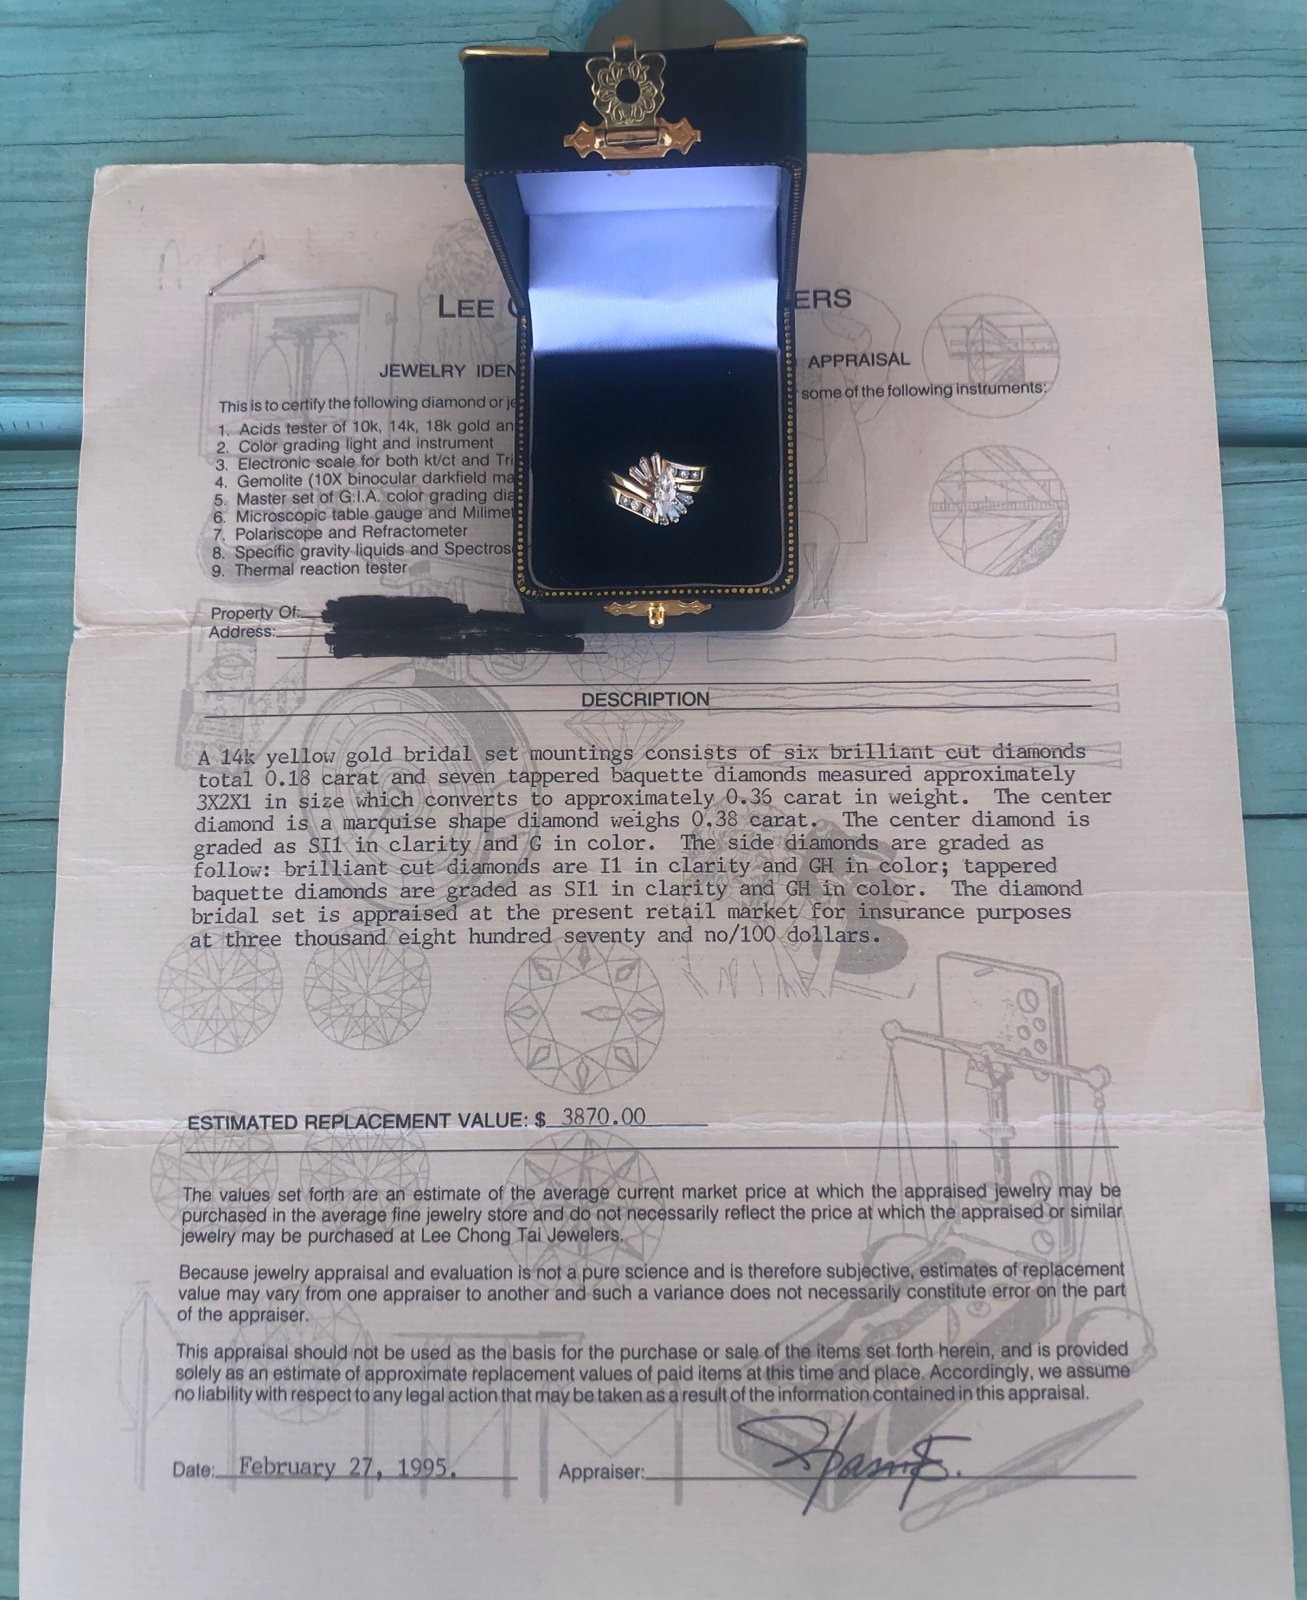 LEE ERS
JEWELRY IDEN APPRAISAL
This is to certify the following diamond or je some of the following instruments:
1. Acids tester of 10k, 14k, 18k gold an
2. Color grading light and instrument
3. Electronic scale for both kt/ct and Tri
4. Gemolite (10X binocular darkfield ma
5. Master set of G.I.A. color grading dia
6. Microscopic table gauge and Milimet
7. Polariscope and Refractometer
8. Specific gravity liquids and Spectros
9. Thermal reaction tester
Property Of:
Address:
DESCRIPTION
A 14k yellow gold bridal set mountings consists of six brilliant cut diamonds
total 0.18 carat and seven tappered baquette diamonds measured approximately
3X2X1 in size which converts to approximately 0.36 carat in weight. The center
diamond is a marquise shape diamond weighs 0.38 carat. The center diamond is
graded as SI1 in clarity and G in color. The side diamonds are graded as
follow: brilliant cut diamonds are I1 in clarity and GH in color; tappered
baquette diamonds are graded as SI1 in clarity and GH in color. The diamond
bridal set is appraised at the present retail market for insurance purposes
at three thousand eight hundred seventy and no/100 dollars.
ESTIMATED REPLACEMENT VALUE: $ 3870.00
The values set forth are an estimate of the average current market price at which the appraised jewelry may be
purchased in the average fine jewelry store and do not necessarily reflect the price at which the appraised or similar
jewelry may be purchased at Lee Chong Tai Jewelers.
Because jewelry appraisal and evaluation is not a pure science and is therefore subjective, estimates of replacement
value may vary from one appraiser to another and such a variance does not necessarily constitute error on the part
of the appraiser.
This appraisal should not be used as the basis for the purchase or sale of the items set forth herein, and is provided
solely as an estimate of approximate replacement values of paid items at this time and place. Accordingly, we assume
no liability with respect to any legal action that may be taken as a result of the information contained in this appraisal.
Date: February 27, 1995. Appraiser: